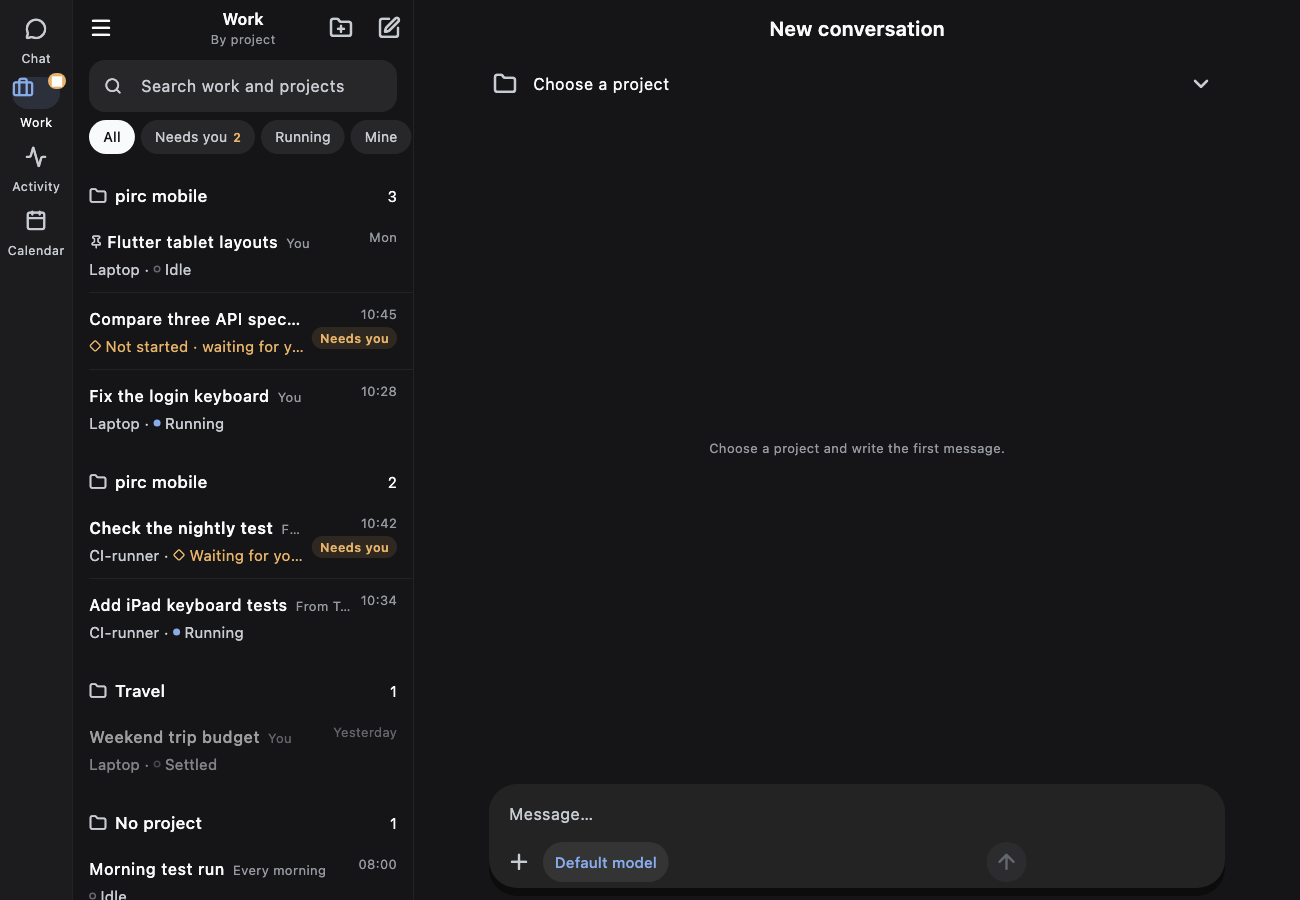 Chat
Work
Activity
Calendar
Work
By project
Search work and projects
All
Needs you 2
Running
Mine
pirc mobile 3
Flutter tablet layouts You Mon
Laptop · Idle
Compare three API spec... 10:45
Not started · waiting for y... Needs you
Fix the login keyboard You 10:28
Laptop · Running
pirc mobile 2
Check the nightly test F... 10:42
CI-runner · Waiting for yo... Needs you
Add iPad keyboard tests From T... 10:34
CI-runner · Running
Travel 1
Weekend trip budget You Yesterday
Laptop · Settled
No project 1
Morning test run Every morning 08:00
Idle
New conversation
Choose a project
Choose a project and write the first message.
Message...
Default model